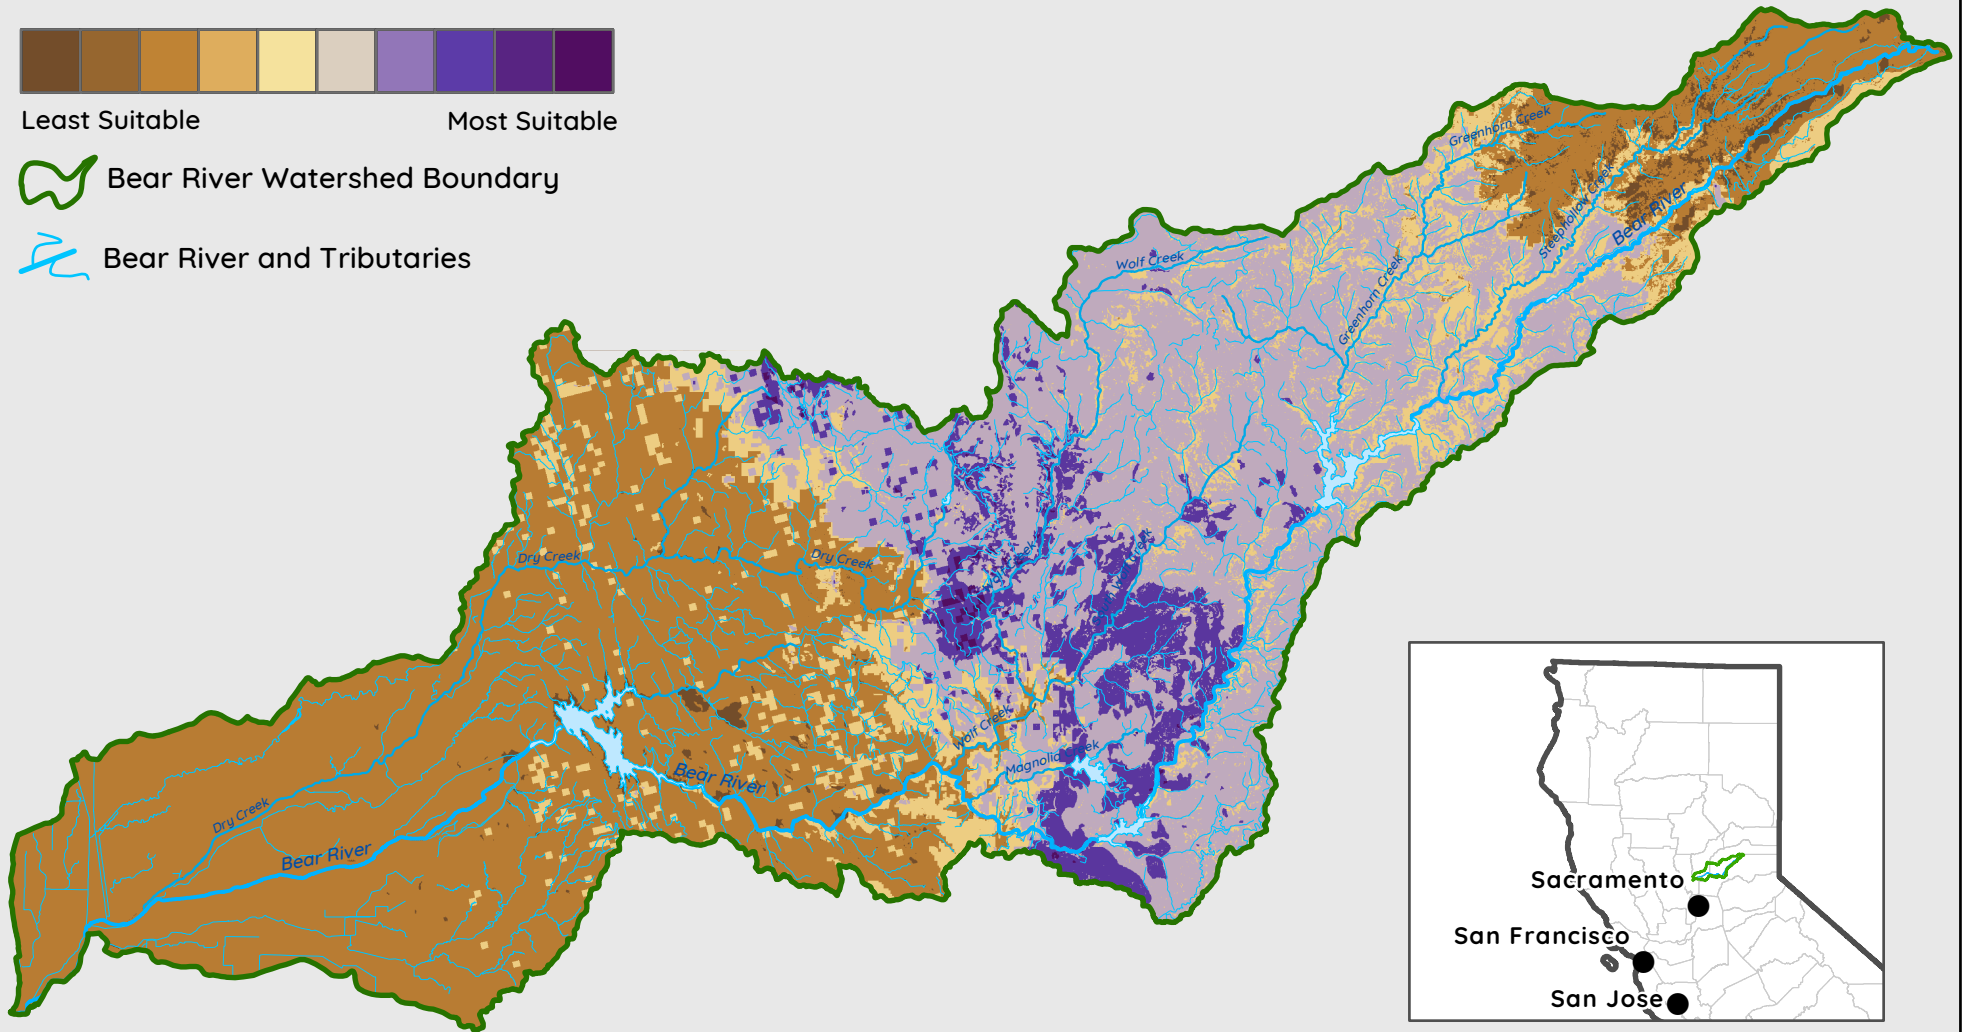 Least Suitable
Most Suitable
Bear River Watershed Boundary
Bear River and Tributaries
Greenhorn Creek
Steephollow Creek
Bear River
Wolf Creek
Greenhorn Creek
Dry Creek
Dry Creek
Wolf Creek
Magnolia Creek
Bear River
Dry Creek
Bear River
Sacramento
San Francisco
San Jose